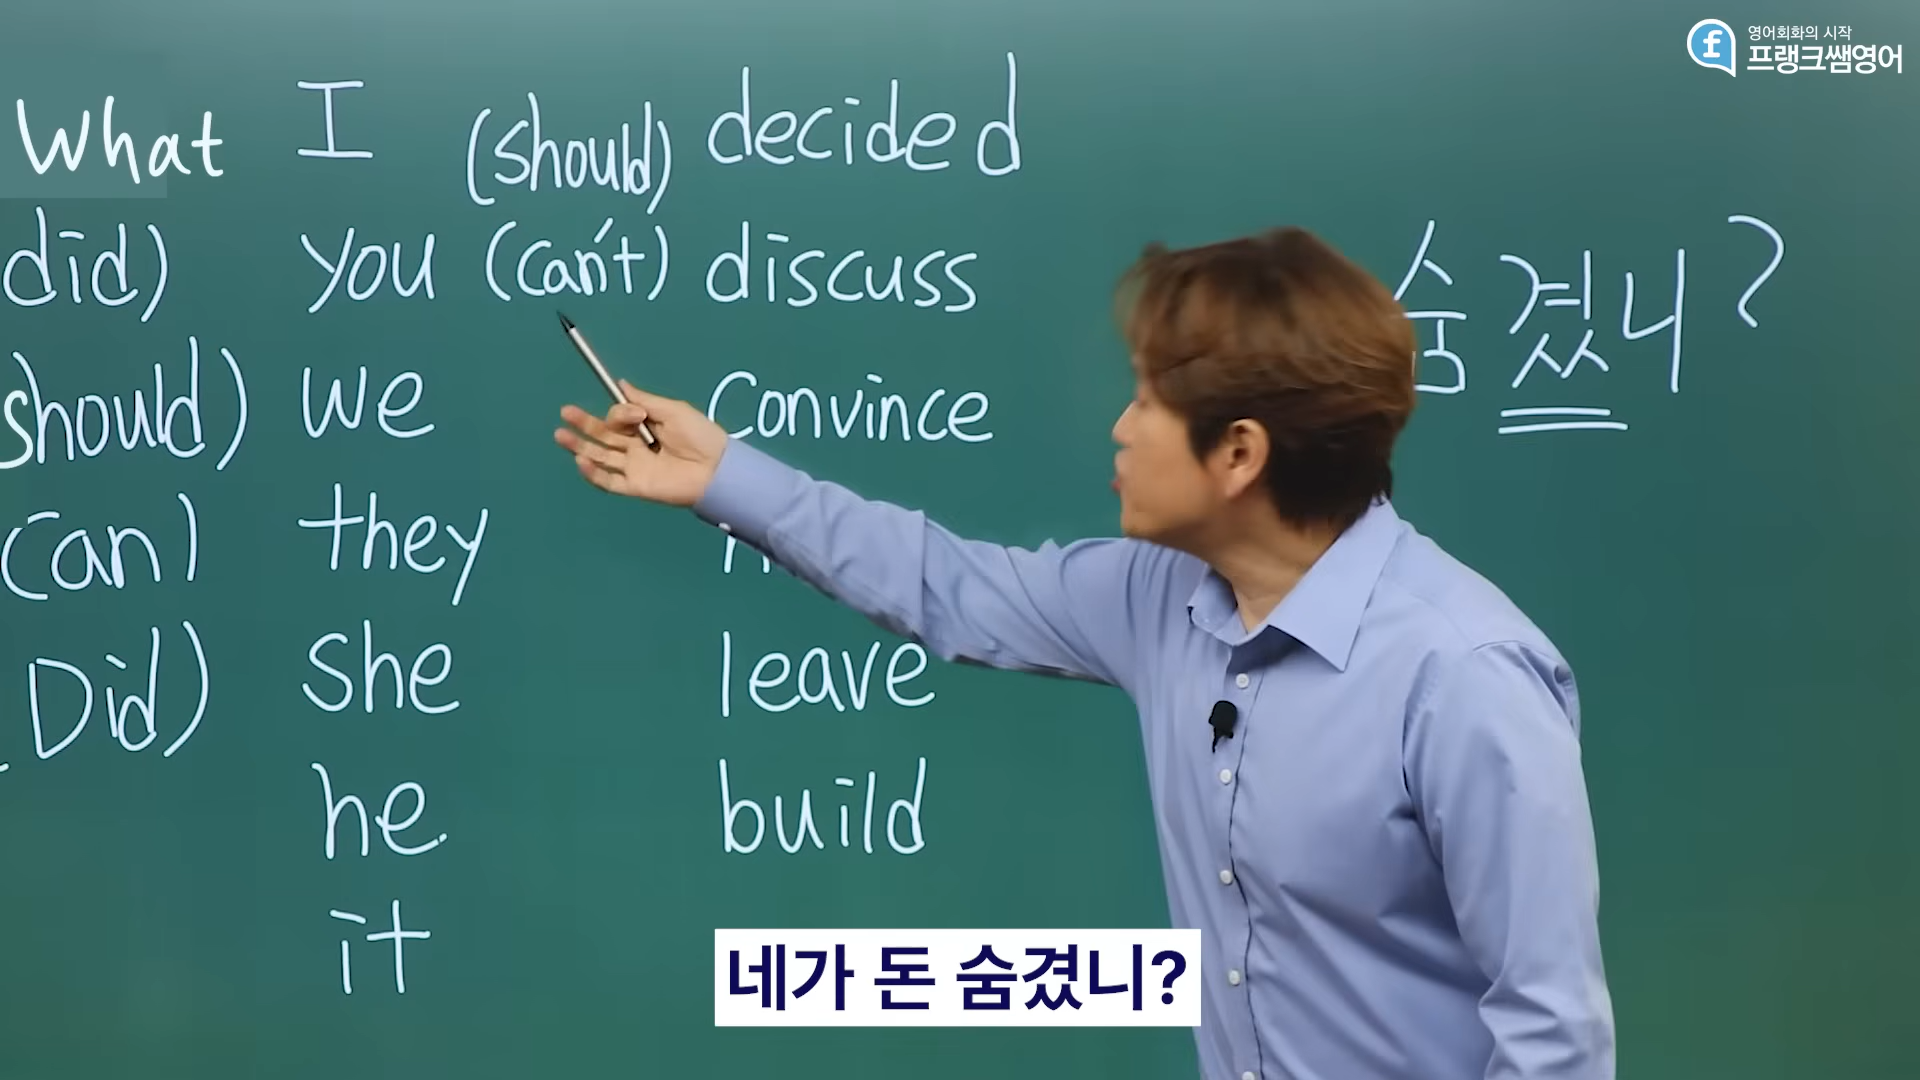 영어회화의 시작
프랭크쌤영어
What I (should) decided
did) you (can't) discuss
should) we convince
can) they
Did) she leave
he build
it
숨겼니?
네가 돈 숨겼니?